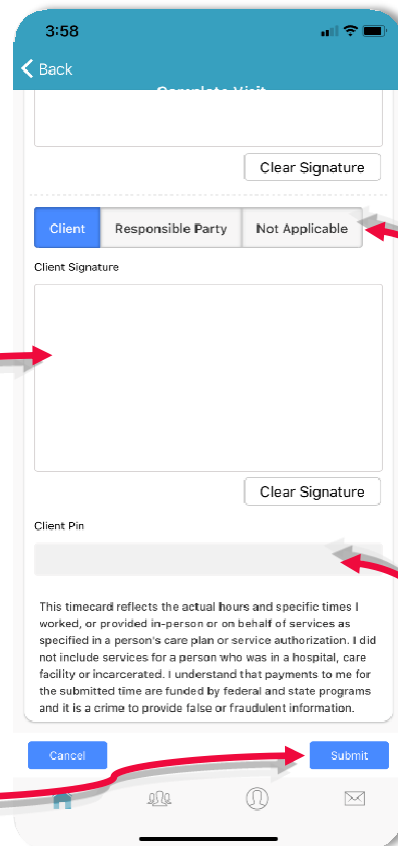 3:58
Back
Complete Visit
Clear Signature
Client Responsible Party Not Applicable
Client Signature
Clear Signature
Client Pin
This timecard reflects the actual hours and specific times I
worked, or provided in-person or on behalf of services as
specified in a person's care plan or service authorization. I did
not include services for a person who was in a hospital, care
facility or incarcerated. I understand that payments to me for
the submitted time are funded by federal and state programs
and it is a crime to provide false or fraudulent information.
Cancel Submit